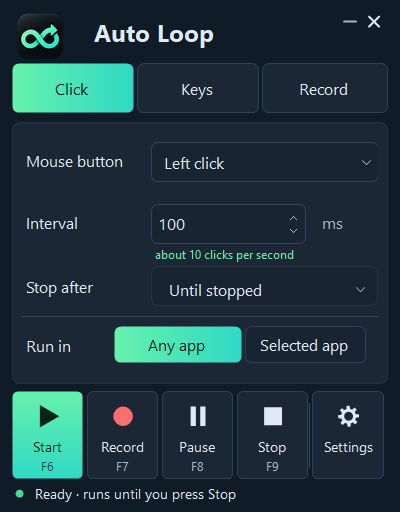 Auto Loop
Click Keys Record
Mouse button Left click
Interval 100 ms
about 10 clicks per second
Stop after Until stopped
Run in Any app Selected app
Start Record Pause Stop Settings
F6 F7 F8 F9
Ready · runs until you press Stop